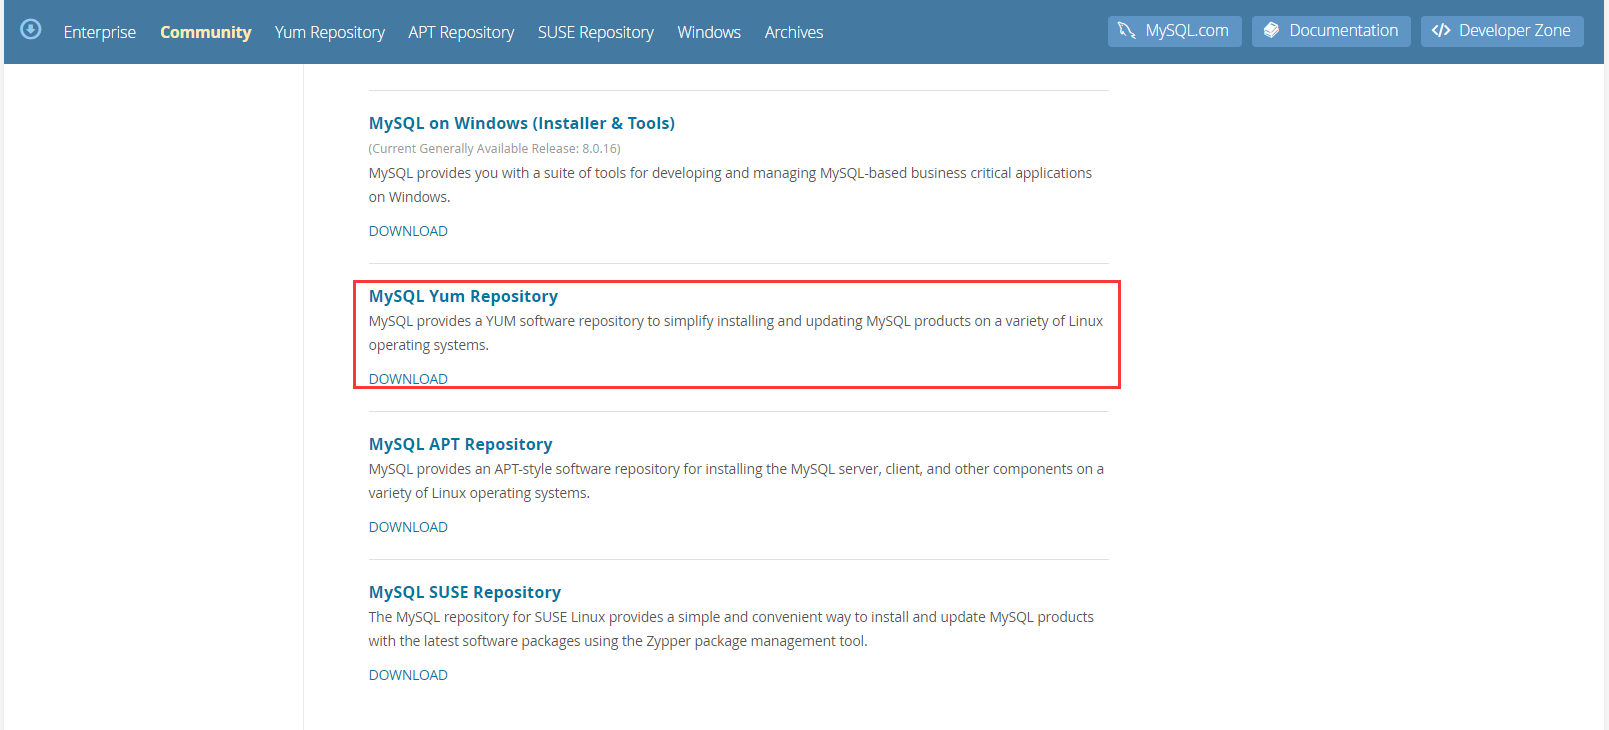 Enterprise Community Yum Repository APT Repository SUSE Repository Windows Archives MySQL.com Documentation Developer Zone
MySQL on Windows (Installer & Tools)
(Current Generally Available Release: 8.0.16)
MySQL provides you with a suite of tools for developing and managing MySQL-based business critical applications
on Windows.
DOWNLOAD
MySQL Yum Repository
MySQL provides a YUM software repository to simplify installing and updating MySQL products on a variety of Linux
operating systems.
DOWNLOAD
MySQL APT Repository
MySQL provides an APT-style software repository for installing the MySQL server, client, and other components on a
variety of Linux operating systems.
DOWNLOAD
MySQL SUSE Repository
The MySQL repository for SUSE Linux provides a simple and convenient way to install and update MySQL products
with the latest software packages using the Zypper package management tool.
DOWNLOAD